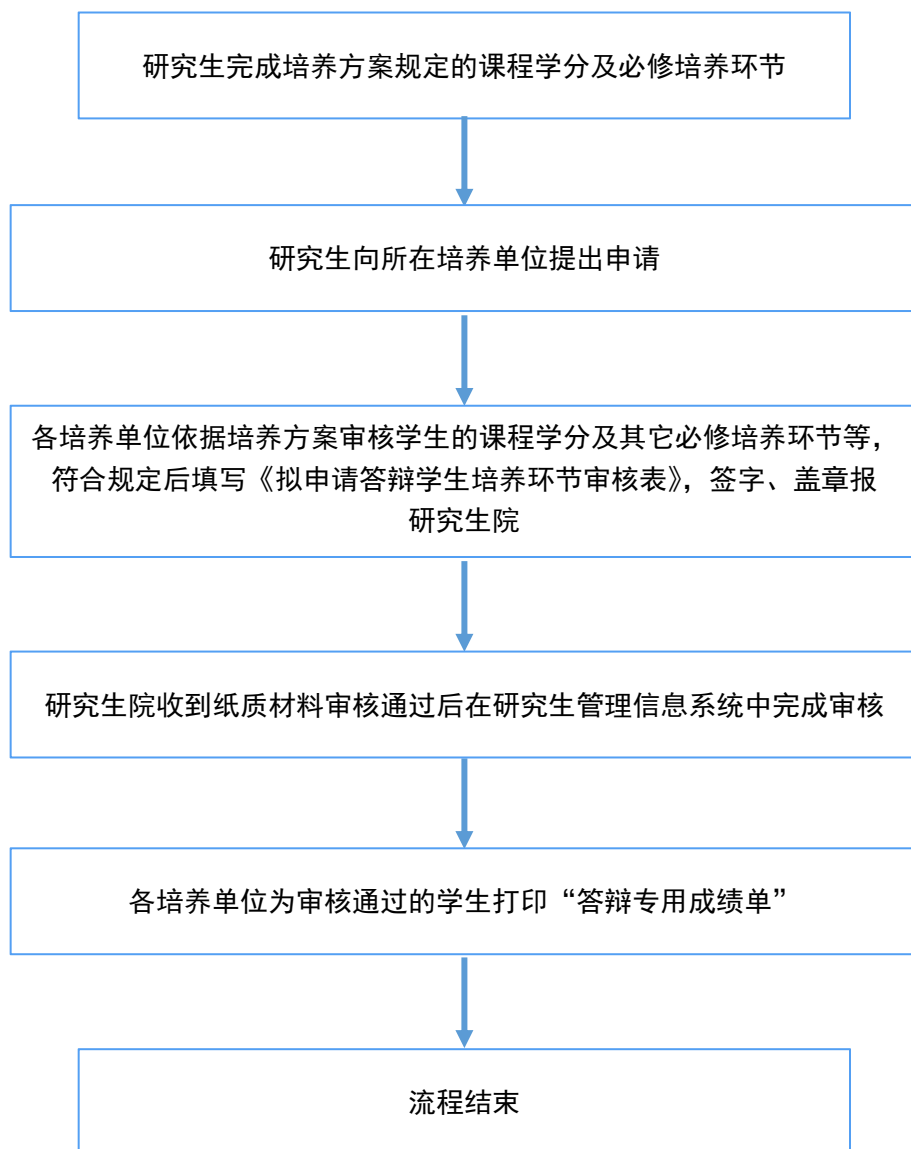 研究生完成培养方案规定的课程学分及必修培养环节
研究生向所在培养单位提出申请
各培养单位依据培养方案审核学生的课程学分及其它必修培养环节等，
符合规定后填写《拟申请答辩学生培养环节审核表》，签字、盖章报
研究生院
研究生院收到纸质材料审核通过后在研究生管理信息系统中完成审核
各培养单位为审核通过的学生打印“答辩专用成绩单”
流程结束